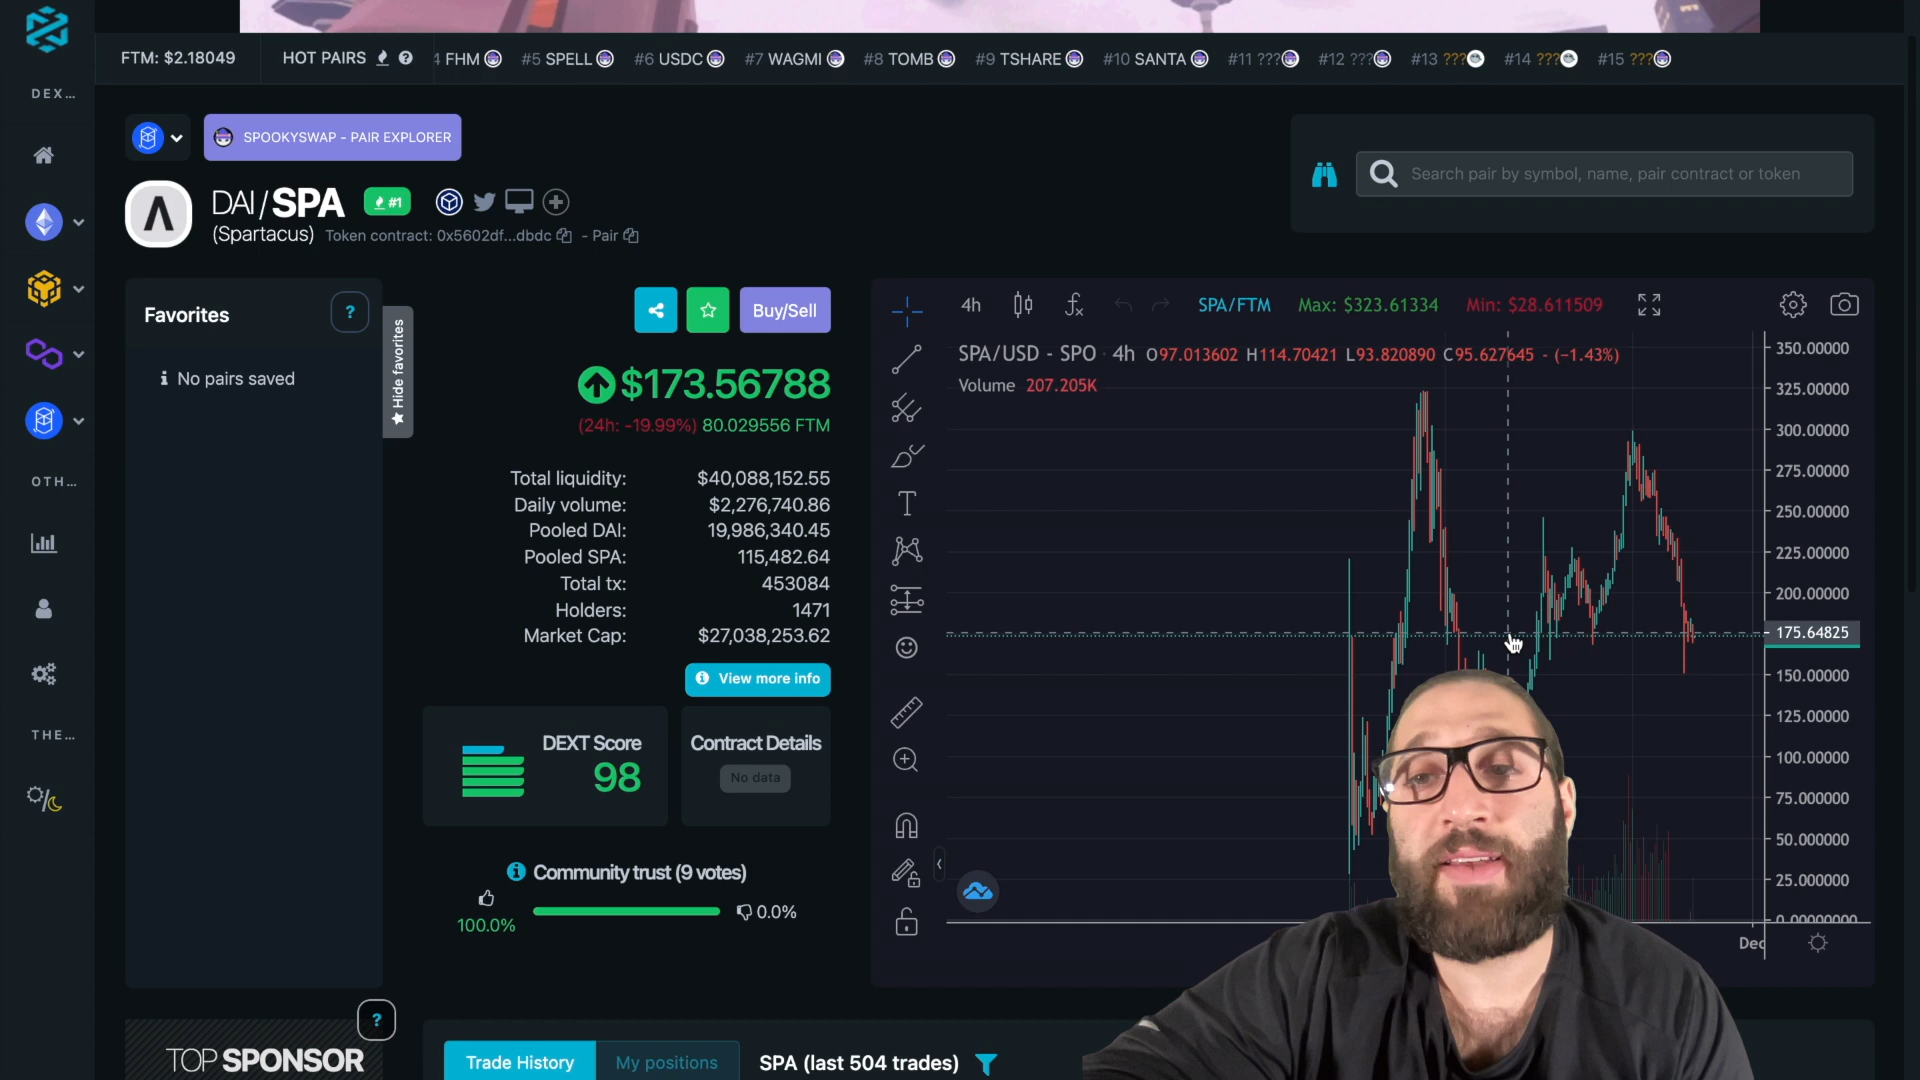 FTM: $2.18049
HOT PAIRS
4 FHM #5 SPELL #6 USDC #7 WAGMI #8 TOMB #9 TSHARE #10 SANTA #11 ??? #12 ??? #13 ??? #14 ??? #15 ???
DEX...
SPOOKYSWAP - PAIR EXPLORER
Search pair by symbol, name, pair contract or token
DAI/SPA
#1
(Spartacus)
Token contract: 0x5602df...dbdc - Pair
Favorites
?
No pairs saved
Hide favorites
Buy/Sell
$173.56788
(24h: -19.99%) 80.029556 FTM
Total liquidity: $40,088,152.55
Daily volume: $2,276,740.86
Pooled DAI: 19,986,340.45
Pooled SPA: 115,482.64
Total tx: 453084
Holders: 1471
Market Cap: $27,038,253.62
View more info
DEXT Score
98
Contract Details
No data
Community trust (9 votes)
100.0%
0.0%
OTH...
THE...
4h
SPA/FTM Max: $323.61334 Min: $28.611509
SPA/USD - SPO 4h O97.013602 H114.70421 L93.820890 C95.627645 - (−1.43%)
Volume 207.205K
350.00000
325.00000
300.00000
275.00000
250.00000
225.00000
200.00000
175.64825
150.00000
125.00000
100.00000
75.000000
50.000000
25.000000
0.00000000
Dec
?
TOP SPONSOR
Trade History
My positions
SPA (last 504 trades)